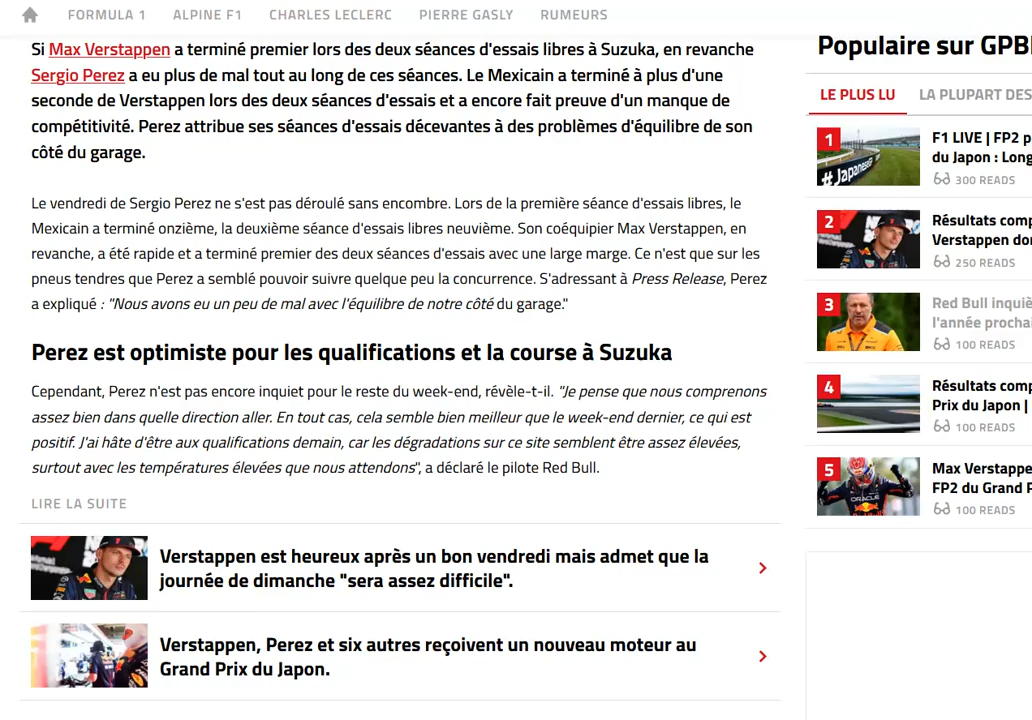 FORMULA 1 ALPINE F1 CHARLES LECLERC PIERRE GASLY RUMEURS
Si Max Verstappen a terminé premier lors des deux séances d'essais libres à Suzuka, en revanche
Sergio Perez a eu plus de mal tout au long de ces séances. Le Mexicain a terminé à plus d'une
seconde de Verstappen lors des deux séances d'essais et a encore fait preuve d'un manque de
compétitivité. Perez attribue ses séances d'essais décevantes à des problèmes d'équilibre de son
côté du garage.
Le vendredi de Sergio Perez ne s'est pas déroulé sans encombre. Lors de la première séance d'essais libres, le
Mexicain a terminé onzième, la deuxième séance d'essais libres neuvième. Son coéquipier Max Verstappen, en
revanche, a été rapide et a terminé premier des deux séances d'essais avec une large marge. Ce n'est que sur les
pneus tendres que Perez a semblé pouvoir suivre quelque peu la concurrence. S'adressant à Press Release, Perez
a expliqué : "Nous avons eu un peu de mal avec l'équilibre de notre côté du garage."
Perez est optimiste pour les qualifications et la course à Suzuka
Cependant, Perez n'est pas encore inquiet pour le reste du week-end, révèle-t-il. "Je pense que nous comprenons
assez bien dans quelle direction aller. En tout cas, cela semble bien meilleur que le week-end dernier, ce qui est
positif. J'ai hâte d'être aux qualifications demain, car les dégradations sur ce site semblent être assez élevées,
surtout avec les températures élevées que nous attendons", a déclaré le pilote Red Bull.
LIRE LA SUITE
Verstappen est heureux après un bon vendredi mais admet que la
journée de dimanche "sera assez difficile".
Verstappen, Perez et six autres reçoivent un nouveau moteur au
Grand Prix du Japon.
Populaire sur GPB
LE PLUS LU LA PLUPART DES
1
#Japanese
F1 LIVE | FP2 p
du Japon : Long
300 READS
2
Résultats comp
Verstappen do
250 READS
3
Red Bull inquiè
l'année prochai
100 READS
4
Résultats comp
Prix du Japon |
100 READS
5
ORACLE
Max Verstappe
FP2 du Grand P
100 READS